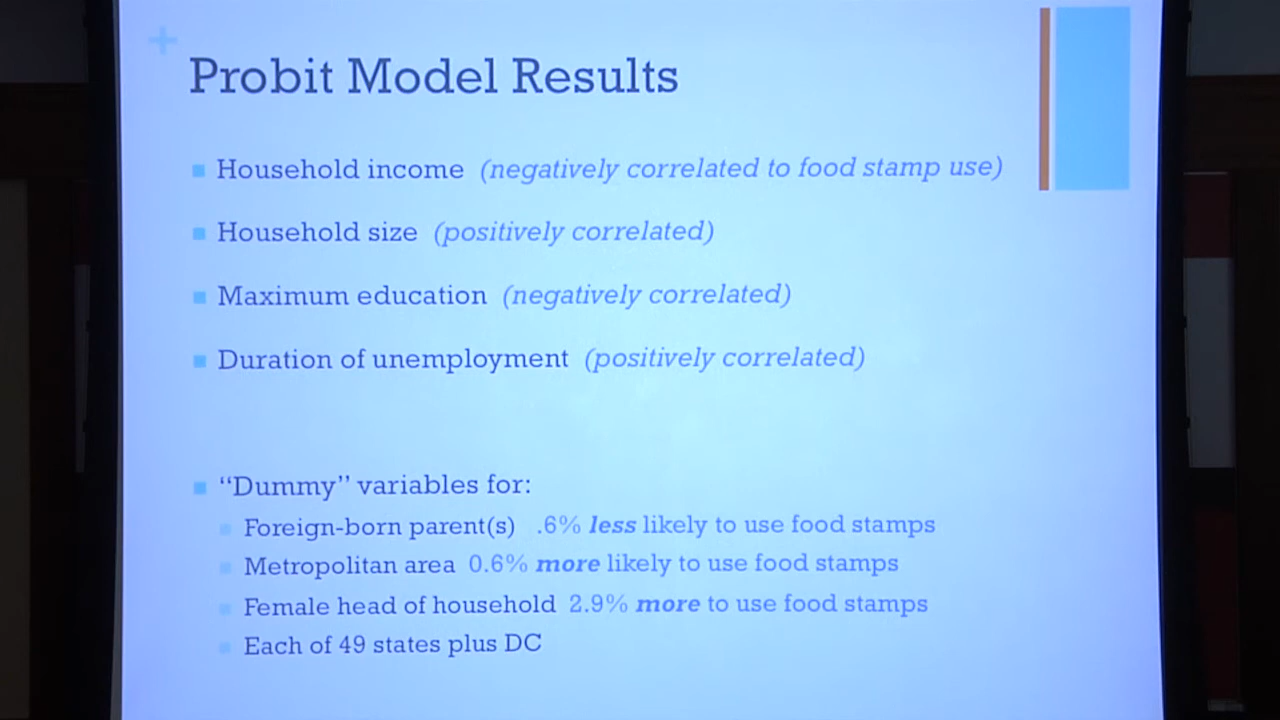 Probit Model Results
Household income (negatively correlated to food stamp use)
Household size (positively correlated)
Maximum education (negatively correlated)
Duration of unemployment (positively correlated)
“Dummy” variables for:
Foreign-born parent(s) .6% less likely to use food stamps
Metropolitan area 0.6% more likely to use food stamps
Female head of household 2.9% more to use food stamps
Each of 49 states plus DC